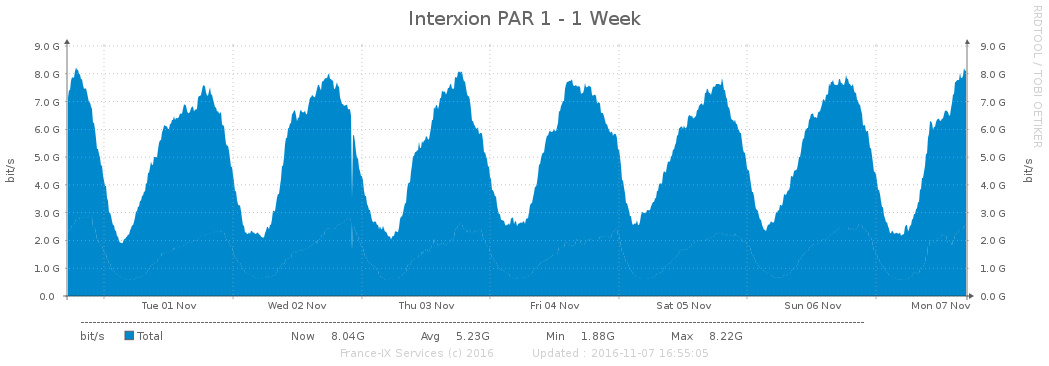 Interxion PAR 1 - 1 Week
RRDTOOL / TOBI OETIKER
9.0 G 9.0 G
8.0 G 8.0 G
7.0 G 7.0 G
6.0 G 6.0 G
5.0 G 5.0 G
4.0 G 4.0 G
3.0 G 3.0 G
2.0 G 2.0 G
1.0 G 1.0 G
0.0 0.0 G
bit/s
bit/s
Tue 01 Nov Wed 02 Nov Thu 03 Nov Fri 04 Nov Sat 05 Nov Sun 06 Nov Mon 07 Nov
bit/s Total Now 8.04G Avg 5.23G Min 1.88G Max 8.22G
France-IX Services (c) 2016 Updated : 2016-11-07 16:55:05